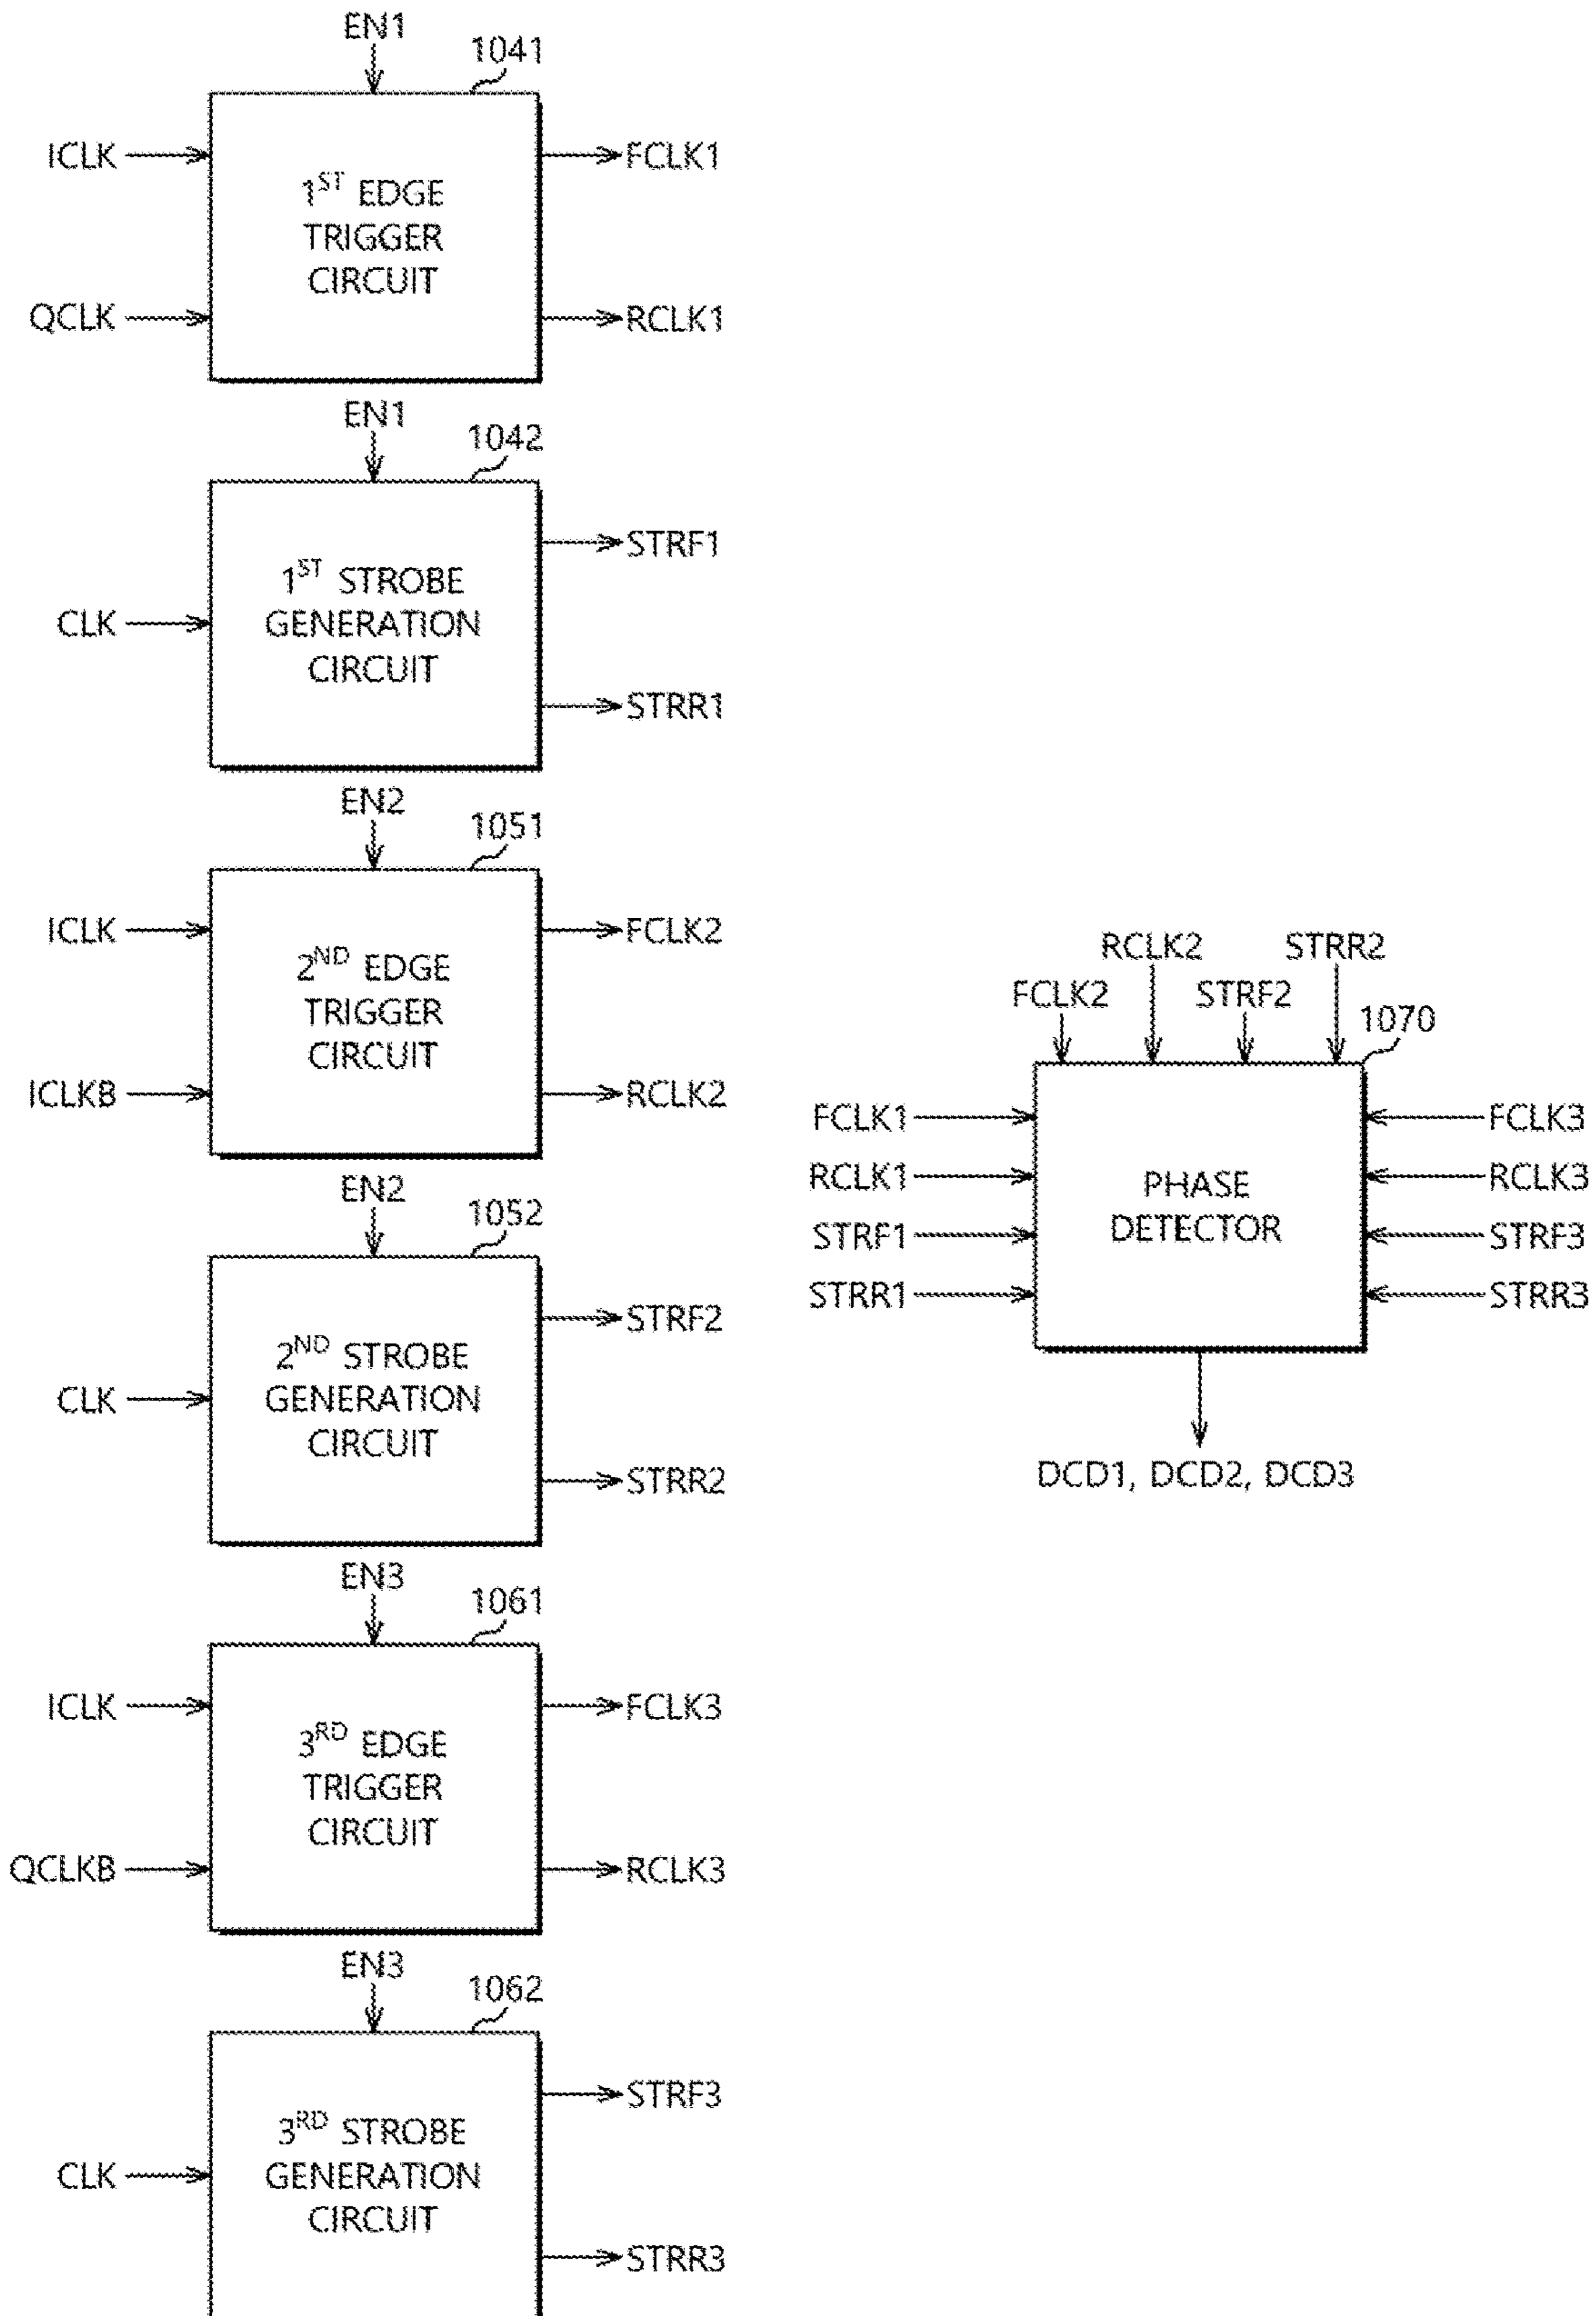 EN1
1041
ICLK
FCLK1
1ST EDGE
TRIGGER
CIRCUIT
QCLK
RCLK1
EN1
1042
STRF1
1ST STROBE
GENERATION
CIRCUIT
CLK
STRR1
EN2
1051
ICLK
FCLK2
2ND EDGE
TRIGGER
CIRCUIT
ICLKB
RCLK2
EN2
1052
STRF2
2ND STROBE
GENERATION
CIRCUIT
CLK
STRR2
EN3
1061
ICLK
FCLK3
3RD EDGE
TRIGGER
CIRCUIT
QCLKB
RCLK3
EN3
1062
STRF3
3RD STROBE
GENERATION
CIRCUIT
CLK
STRR3
RCLK2
STRR2
FCLK2
STRF2
1070
FCLK1
RCLK1
STRF1
STRR1
PHASE
DETECTOR
FCLK3
RCLK3
STRF3
STRR3
DCD1, DCD2, DCD3